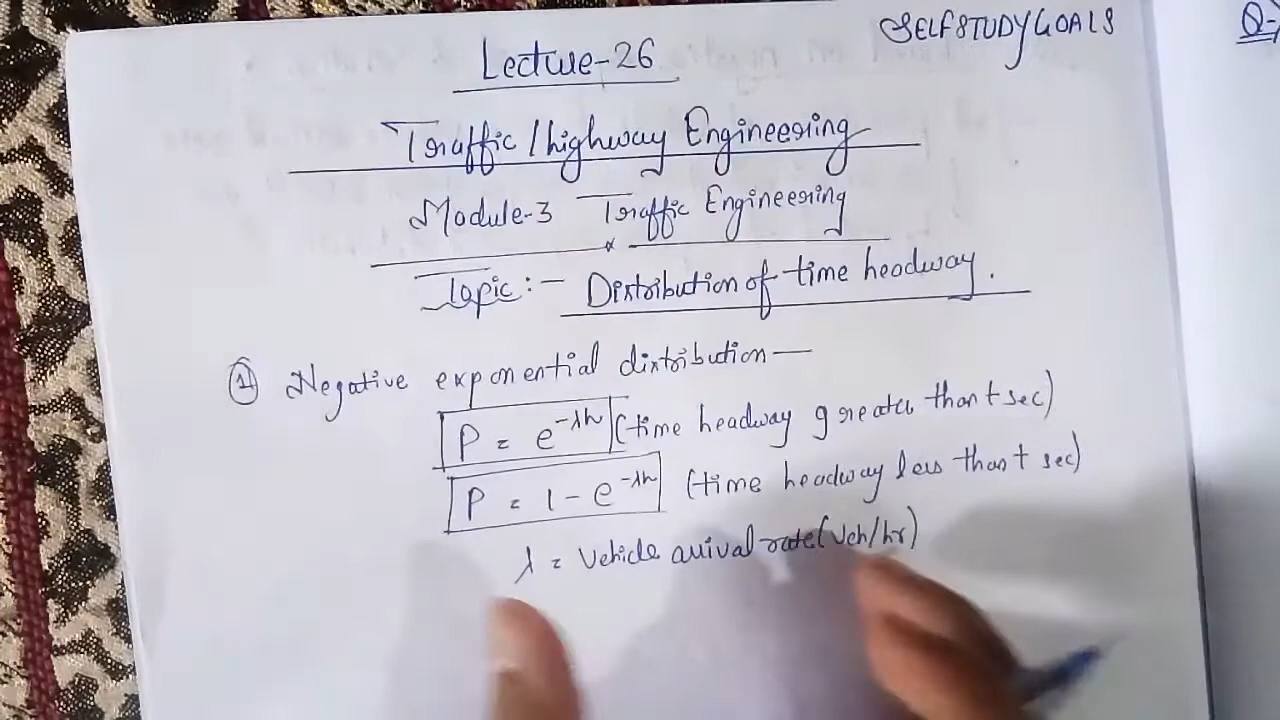 SELFSTUDYGOALS
Q-
Lecture-26
Traffic / highway Engineering
Module-3 Traffic Engineering
Topic :- Distribution of time headway.
① Negative exponential distribution —
P = e^-λh (time headway greater than t sec)
P = 1 - e^-λh (time headway less than t sec)
λ = Vehicle arrival rate (Veh/hr)